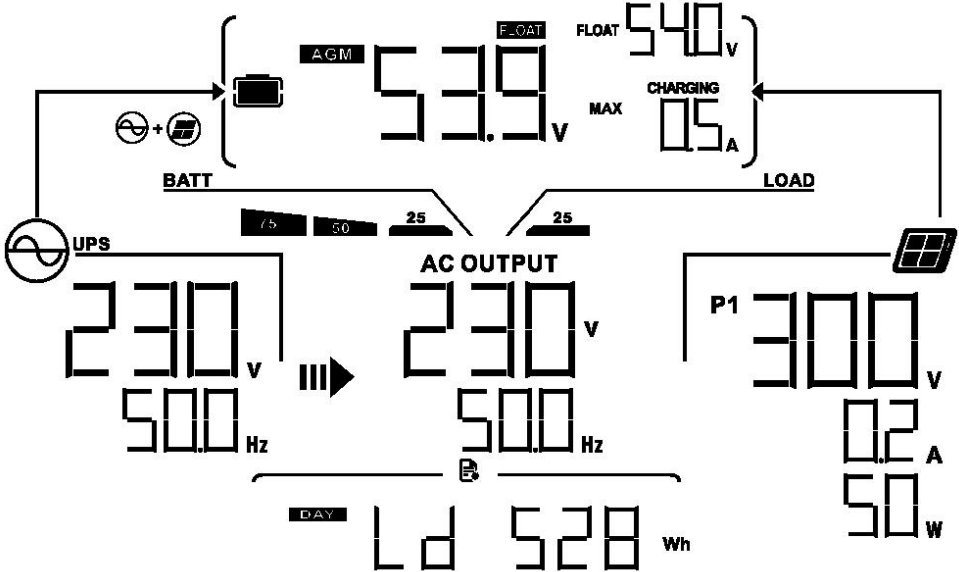 FLOAT
FLOAT 54.0 V
AGM
53.9 V
CHARGING
MAX 0.5 A
+
BATT LOAD
75 50 25 25
UPS
AC OUTPUT
230 V 230 V P1 300 V
50.0 Hz 50.0 Hz 0.2 A
50 W
DAY Ld 528 Wh